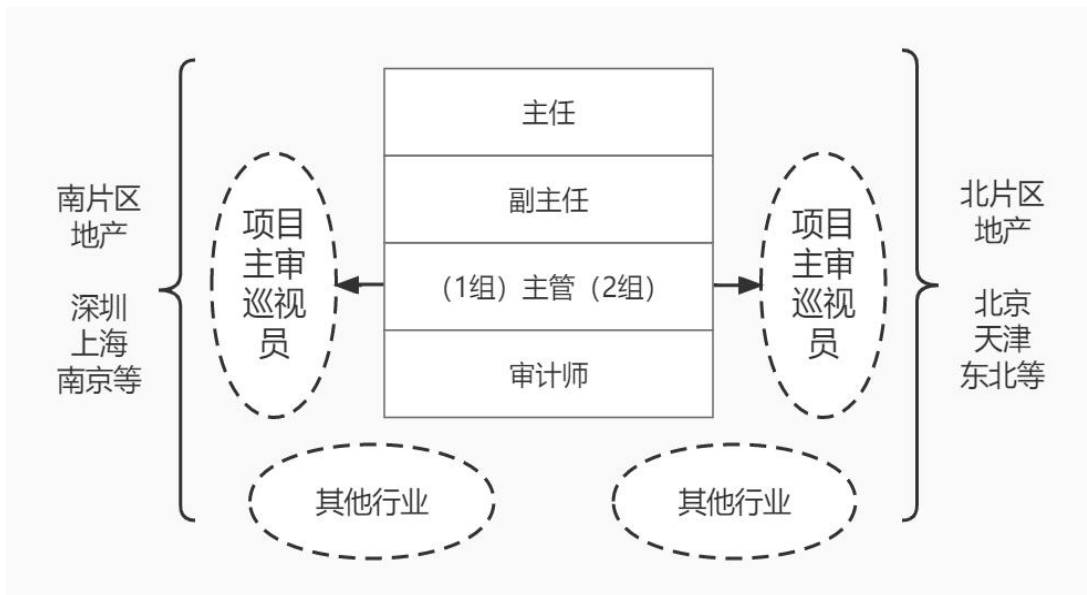 南片区
地产
深圳
上海
南京等
项目
主审
巡视
员
主任
副主任
（1组）主管（2组）
审计师
项目
主审
巡视
员
北片区
地产
北京
天津
东北等
其他行业
其他行业